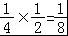 1/4 × 1/2 = 1/8